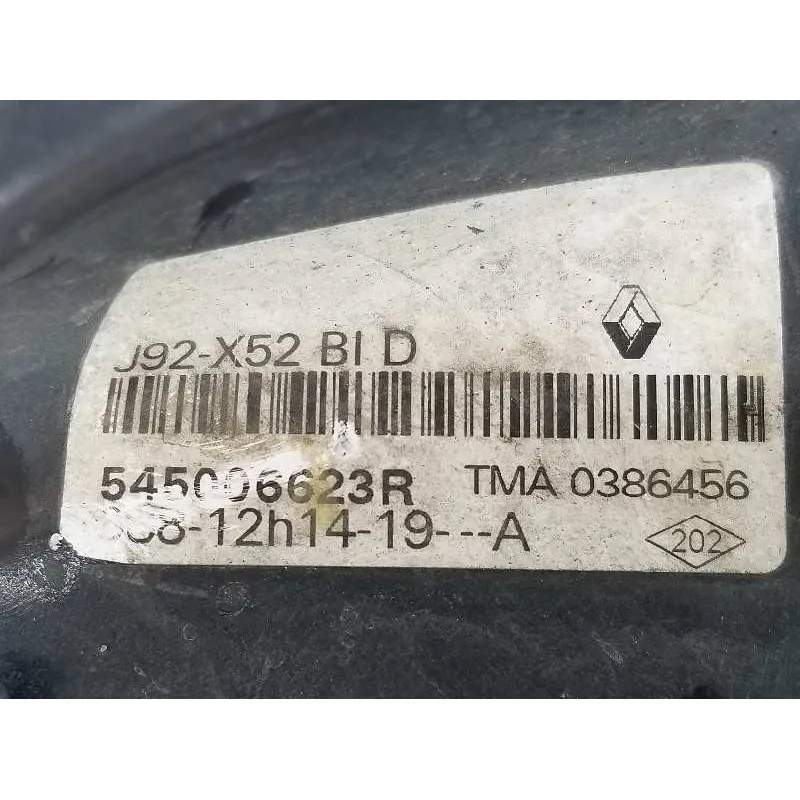 J92-X52 BI D
545006623R TMA 0386456
-12h14-19---A
202